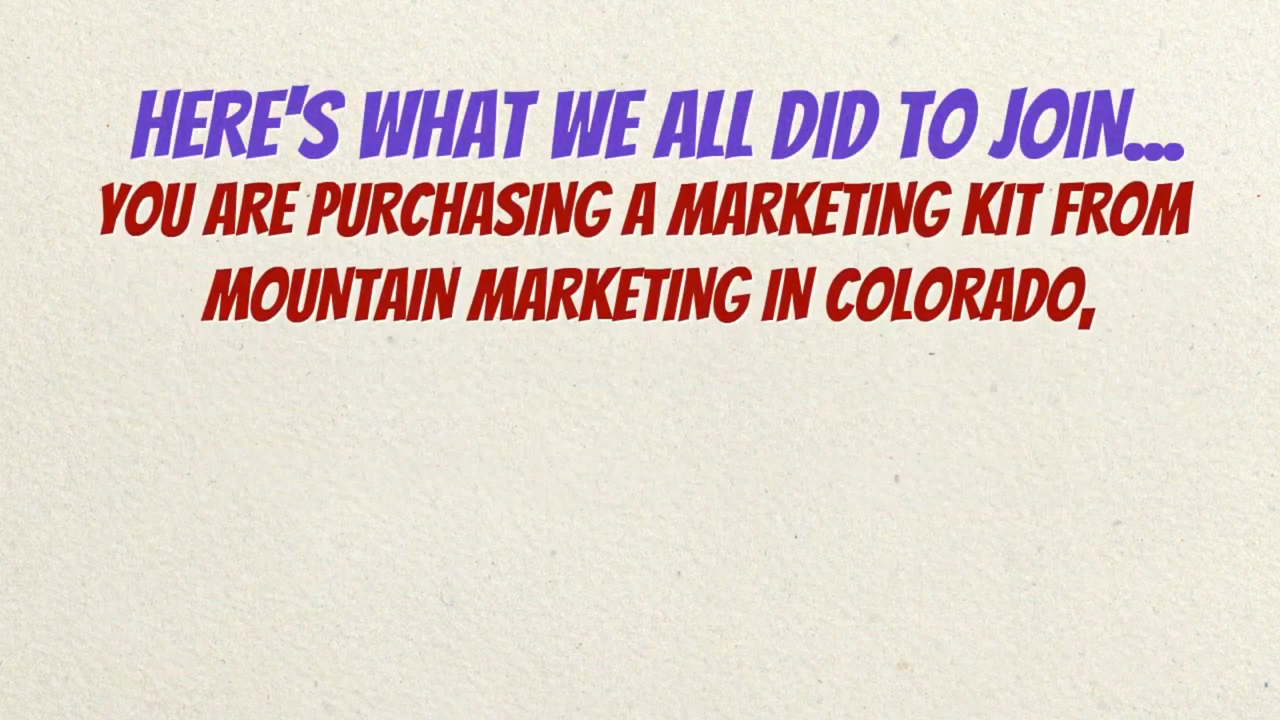 HERE'S WHAT WE ALL DID TO JOIN...
YOU ARE PURCHASING A MARKETING KIT FROM
MOUNTAIN MARKETING IN COLORADO,